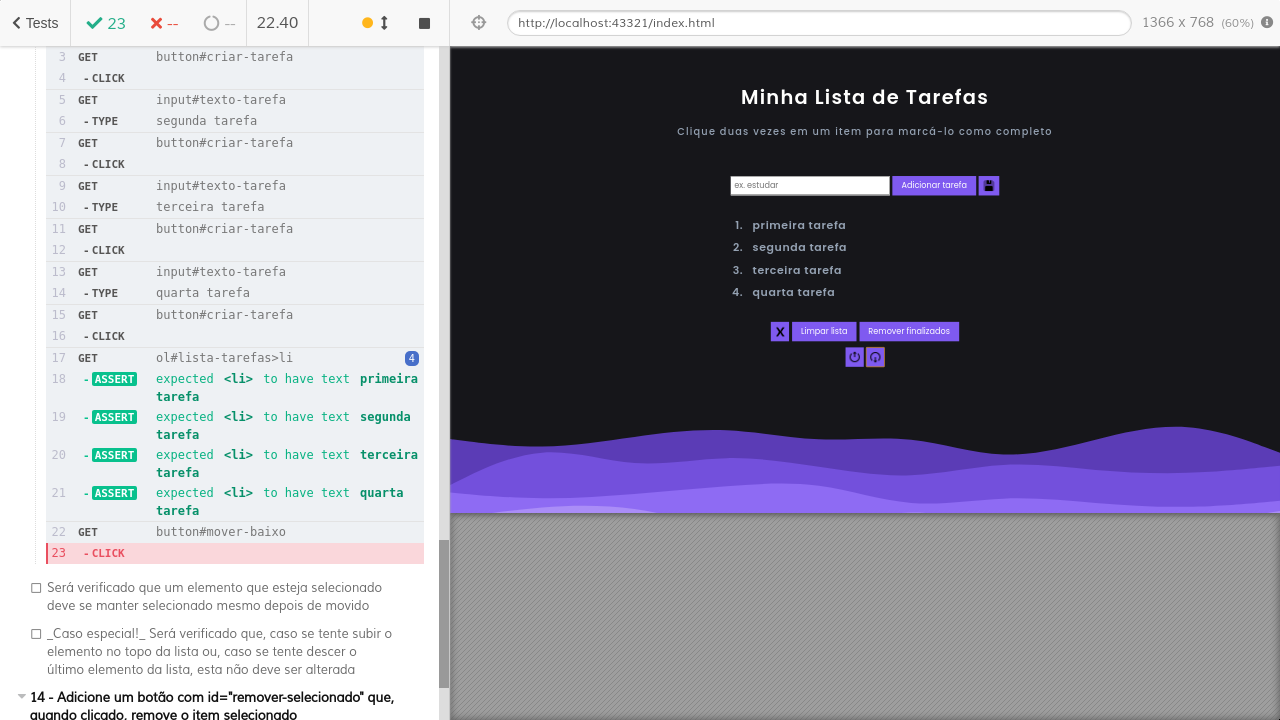 Tests 23 -- -- 22.40
http://localhost:43321/index.html 1366 x 768 (60%)
3 GET button#criar-tarefa
4 -CLICK
5 GET input#texto-tarefa
6 -TYPE segunda tarefa
7 GET button#criar-tarefa
8 -CLICK
9 GET input#texto-tarefa
10 -TYPE terceira tarefa
11 GET button#criar-tarefa
12 -CLICK
13 GET input#texto-tarefa
14 -TYPE quarta tarefa
15 GET button#criar-tarefa
16 -CLICK
17 GET ol#lista-tarefas>li 4
18 -ASSERT expected <li> to have text primeira
tarefa
19 -ASSERT expected <li> to have text segunda
tarefa
20 -ASSERT expected <li> to have text terceira
tarefa
21 -ASSERT expected <li> to have text quarta
tarefa
22 GET button#mover-baixo
23 -CLICK
Será verificado que um elemento que esteja selecionado
deve se manter selecionado mesmo depois de movido
_Caso especial!_ Será verificado que, caso se tente subir o
elemento no topo da lista ou, caso se tente descer o
último elemento da lista, esta não deve ser alterada
14 - Adicione um botão com id="remover-selecionado" que,
quando clicado, remove o item selecionado
Minha Lista de Tarefas
Clique duas vezes em um item para marcá-lo como completo
ex. estudar Adicionar tarefa
1. primeira tarefa
2. segunda tarefa
3. terceira tarefa
4. quarta tarefa
X Limpar lista Remover finalizados